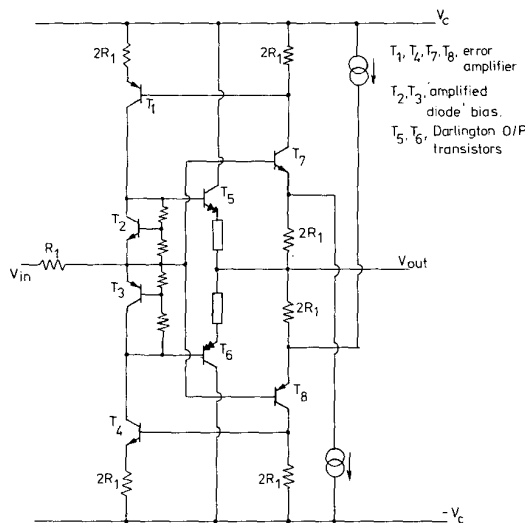 V_c
2R_1
2R_1
T_1, T_4, T_7, T_8, error
amplifier
T_2, T_3, 'amplified
diode' bias.
T_5, T_6, Darlington O/P
transistors
T_1
T_7
T_5
T_2
2R_1
R_1
V_in
V_out
T_3
2R_1
T_6
T_8
T_4
2R_1
2R_1
-V_c